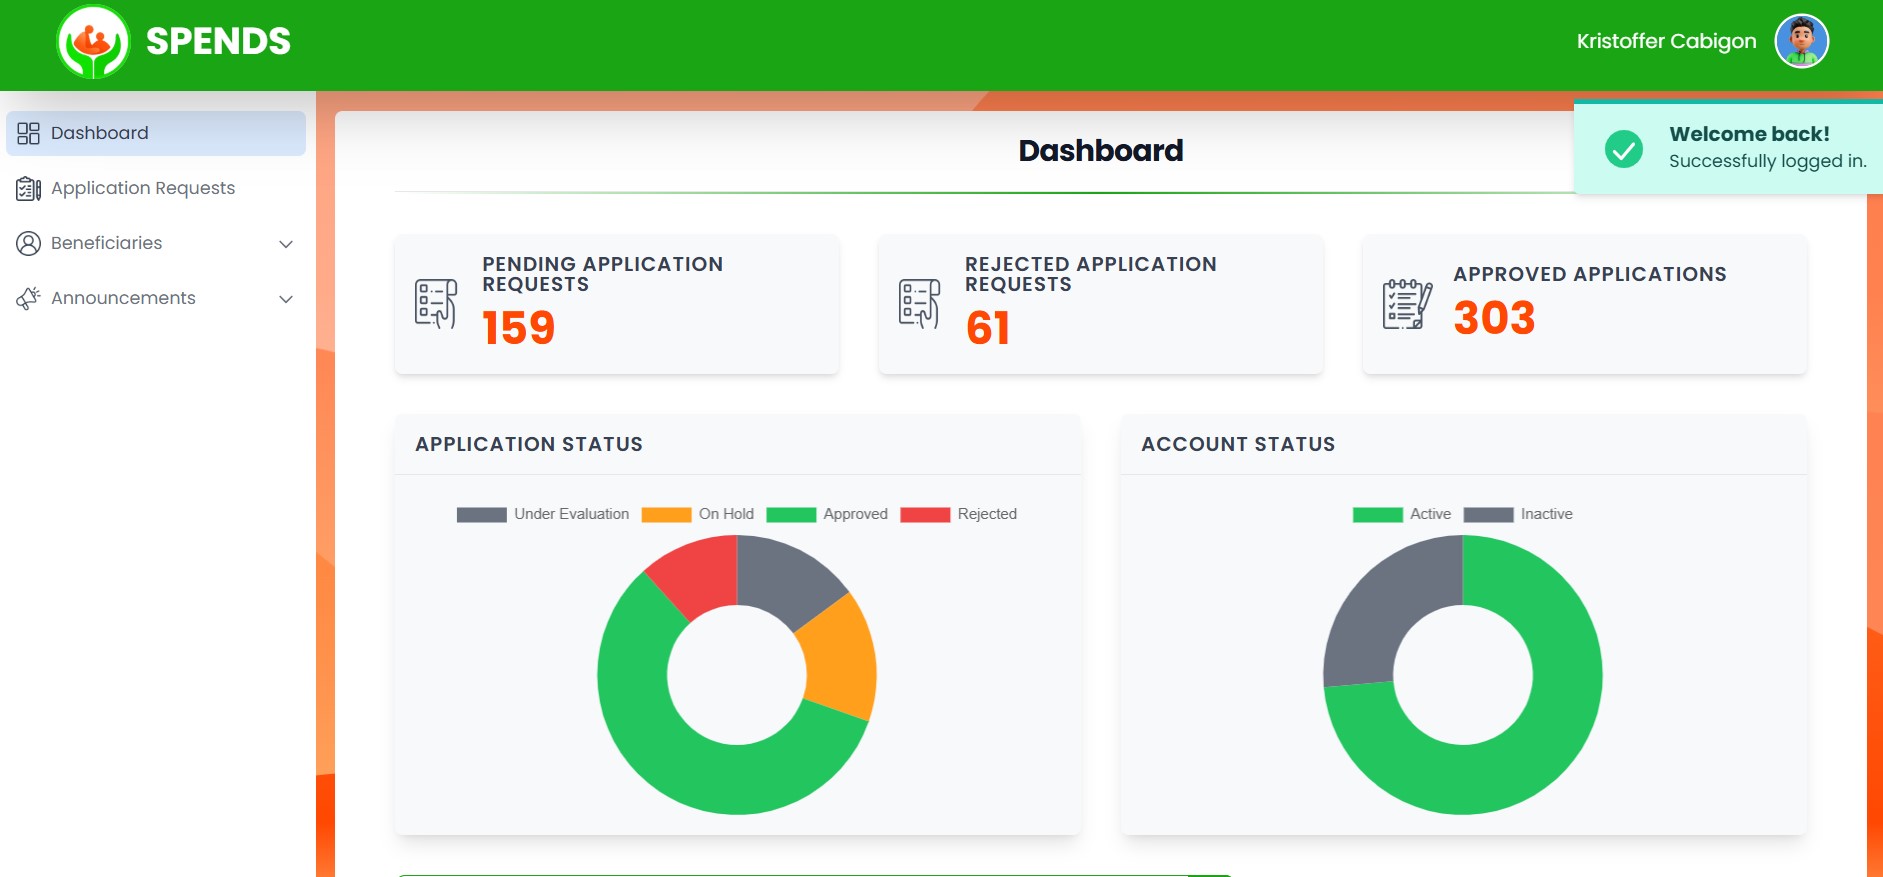 SPENDS
Kristoffer Cabigon
Dashboard
Application Requests
Beneficiaries
Announcements
Dashboard
Welcome back!
Successfully logged in.
PENDING APPLICATION
REQUESTS
159
REJECTED APPLICATION
REQUESTS
61
APPROVED APPLICATIONS
303
APPLICATION STATUS
Under Evaluation
On Hold
Approved
Rejected
ACCOUNT STATUS
Active
Inactive